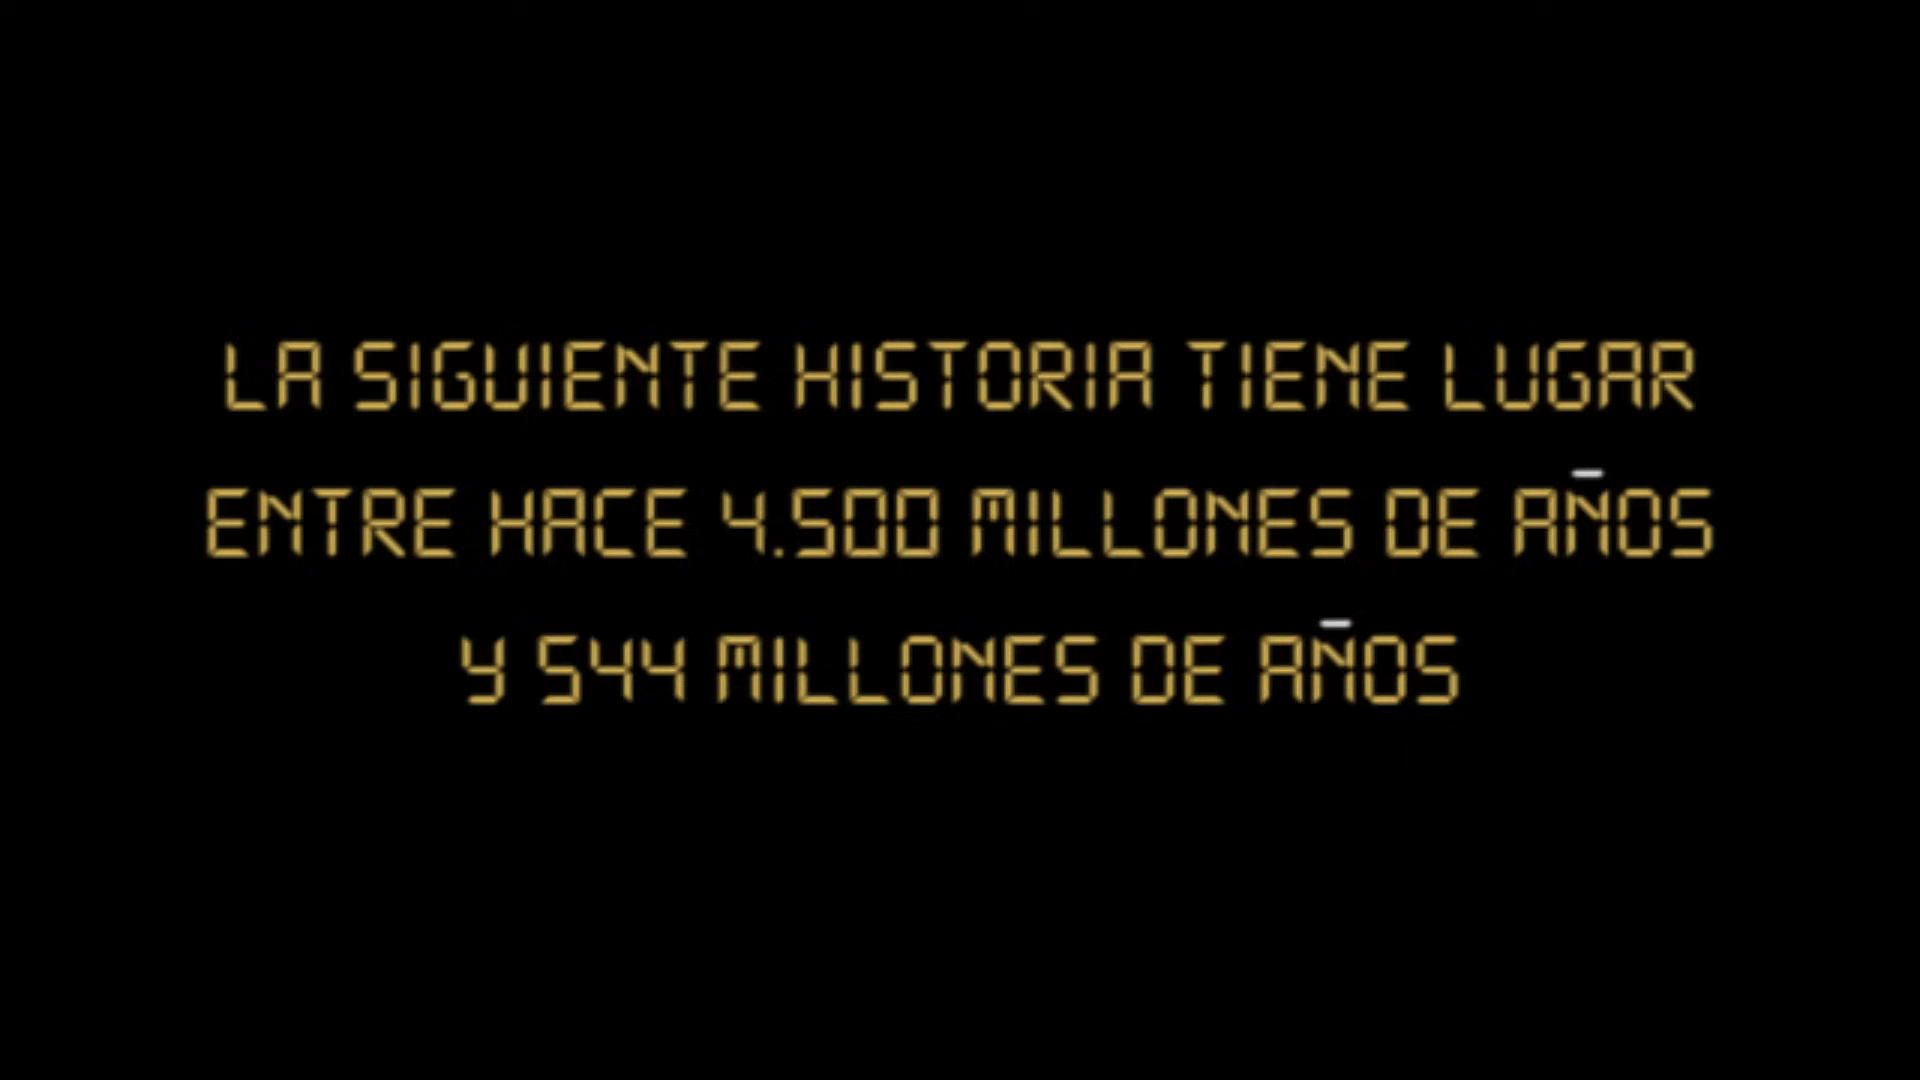 LA SIGUIENTE HISTORIA TIENE LUGAR
ENTRE HACE 4.500 MILLONES DE AÑOS
Y 544 MILLONES DE AÑOS